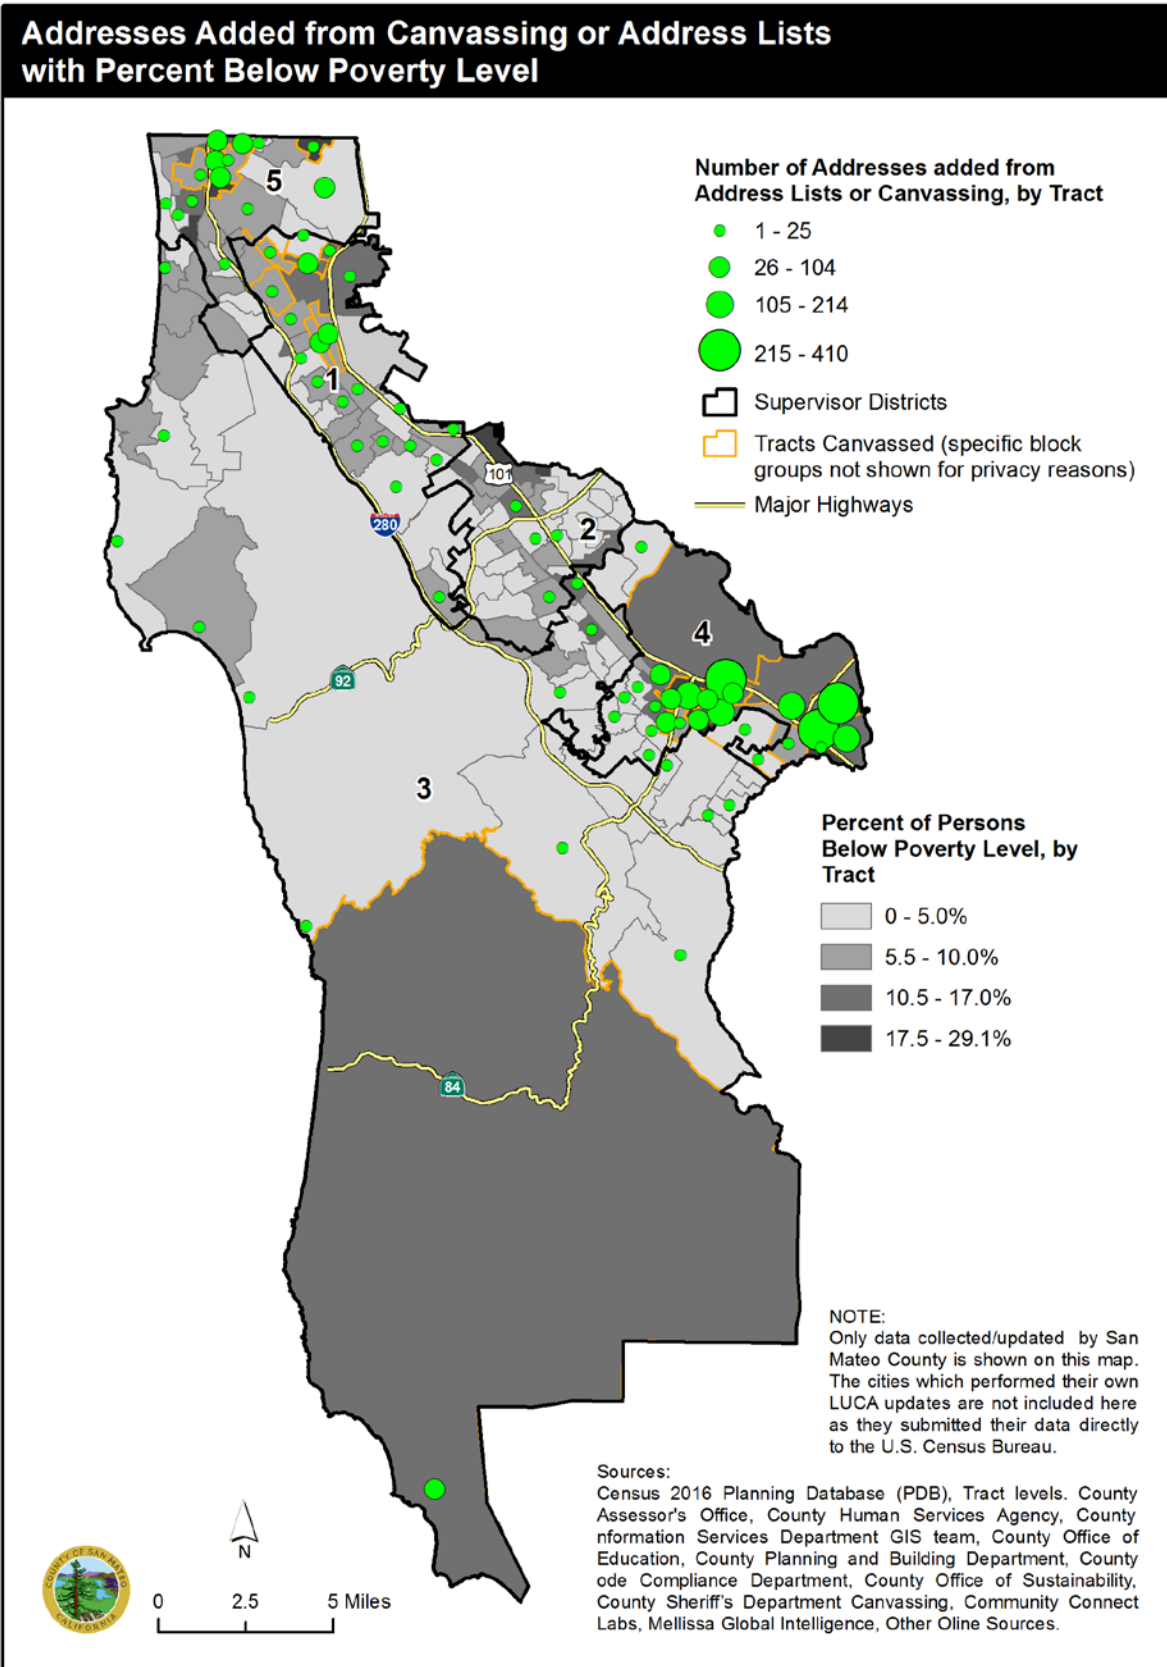 Addresses Added from Canvassing or Address Lists
with Percent Below Poverty Level
Number of Addresses added from
Address Lists or Canvassing, by Tract
1 - 25
26 - 104
105 - 214
215 - 410
Supervisor Districts
Tracts Canvassed (specific block
groups not shown for privacy reasons)
Major Highways
5
1
101
280
2
4
92
3
84
Percent of Persons
Below Poverty Level, by
Tract
0 - 5.0%
5.5 - 10.0%
10.5 - 17.0%
17.5 - 29.1%
NOTE:
Only data collected/updated by San
Mateo County is shown on this map.
The cities which performed their own
LUCA updates are not included here
as they submitted their data directly
to the U.S. Census Bureau.
Sources:
Census 2016 Planning Database (PDB), Tract levels. County
Assessor's Office, County Human Services Agency, County
nformation Services Department GIS team, County Office of
Education, County Planning and Building Department, County
ode Compliance Department, County Office of Sustainability,
County Sheriff's Department Canvassing, Community Connect
Labs, Mellissa Global Intelligence, Other Oline Sources.
N
COUNTY OF SAN MATEO
CALIFORNIA
0 2.5 5 Miles